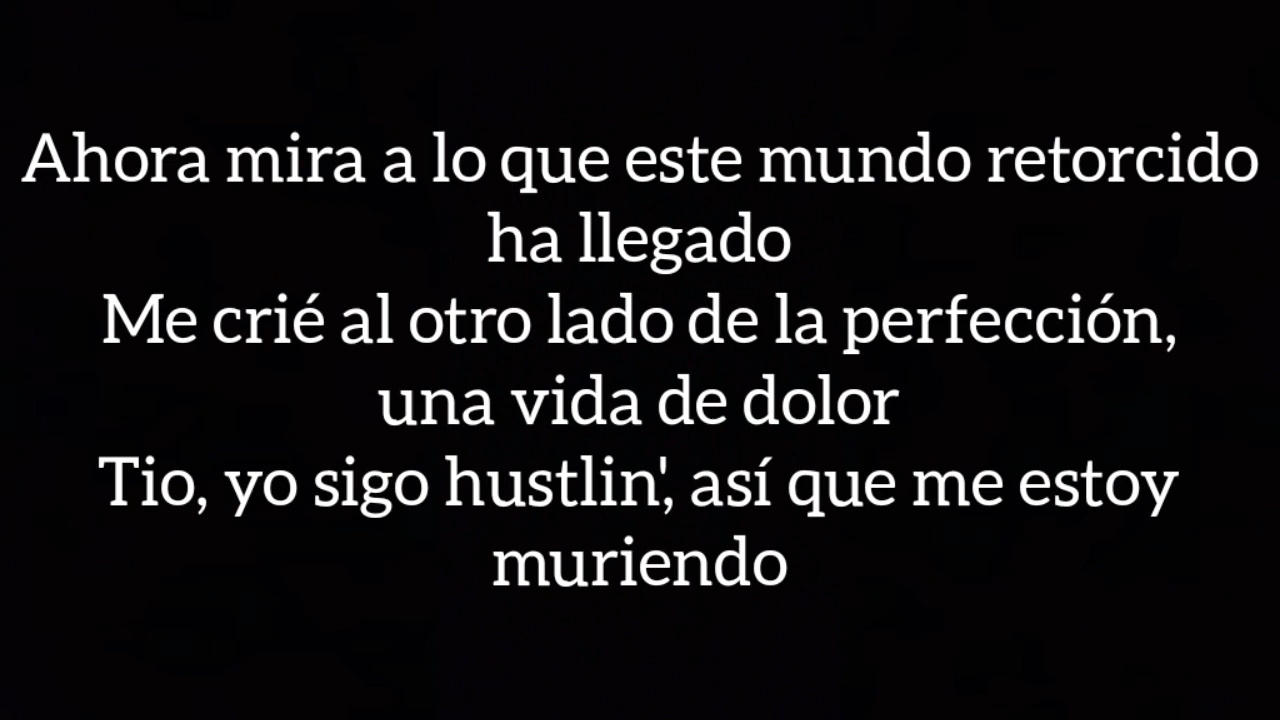 Ahora mira a lo que este mundo retorcido
ha llegado
Me crié al otro lado de la perfección,
una vida de dolor
Tio, yo sigo hustlin', así que me estoy
muriendo